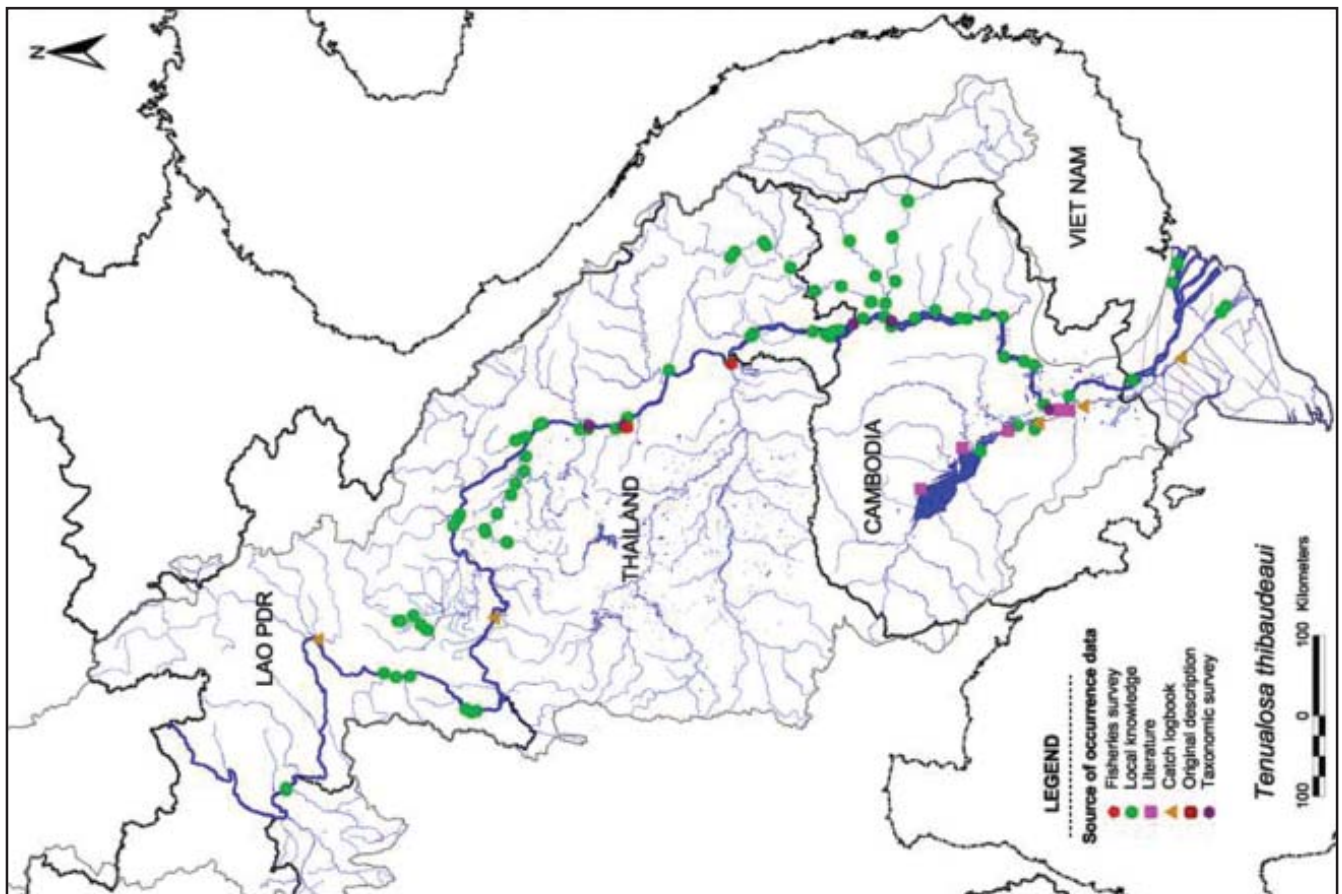 N
LAO PDR
THAILAND
CAMBODIA
VIET NAM
LEGEND
Source of occurrence data
Fisheries survey
Local knowledge
Literature
Catch logbook
Original description
Taxonomic survey
Tenualosa thibaudeaui
100 0 100 Kilometers